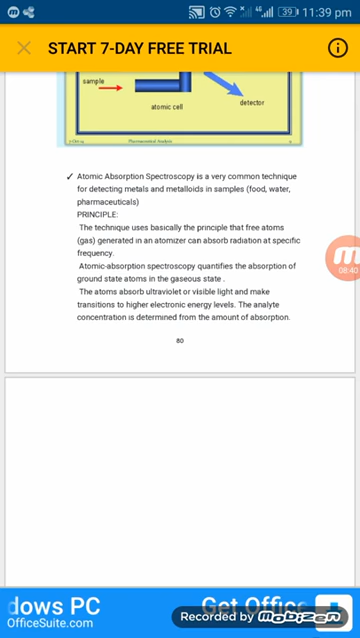 11:39 pm
39
START 7-DAY FREE TRIAL
sample
atomic cell
detector
Pharmaceutical Analysis
✓ Atomic Absorption Spectroscopy is a very common technique
for detecting metals and metalloids in samples (food, water,
pharmaceuticals)
PRINCIPLE:
The technique uses basically the principle that free atoms
(gas) generated in an atomizer can absorb radiation at specific
frequency.
Atomic-absorption spectroscopy quantifies the absorption of
ground state atoms in the gaseous state .
The atoms absorb ultraviolet or visible light and make
transitions to higher electronic energy levels. The analyte
concentration is determined from the amount of absorption.
08:40
80
dows PC
Get Office
OfficeSuite.com
Recorded by mobizen